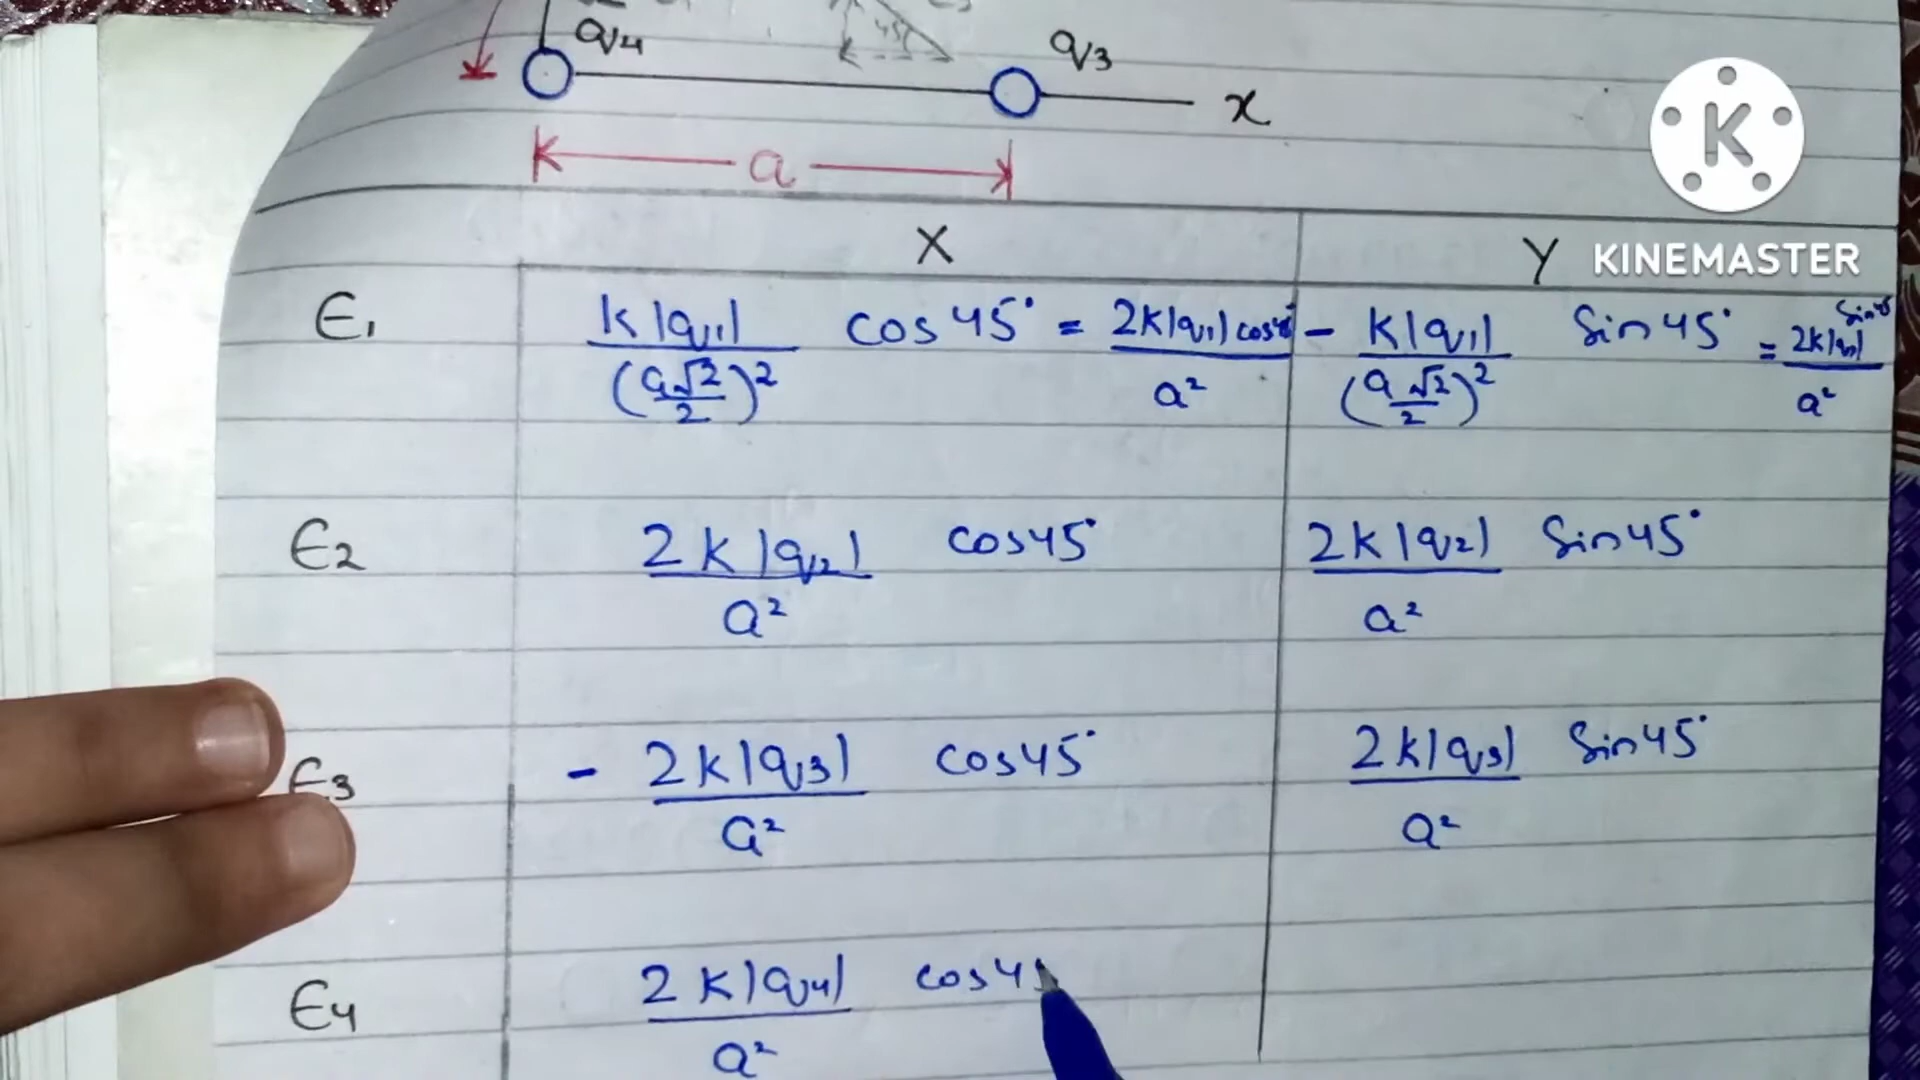 q4
q3
45
x
a
X
Y
K
KINEMASTER
E1
k|q1| / (a√2/2)² cos45° = 2k|q1| cos45° / a²
- k|q1| / (a√2/2)² Sin45° = 2k|q1| Sin45 / a²
E2
2k|q2| / a² cos45°
2k|q2| / a² Sin45°
E3
- 2k|q3| / a² cos45°
2k|q3| / a² Sin45°
E4
2k|q4| / a² cos45